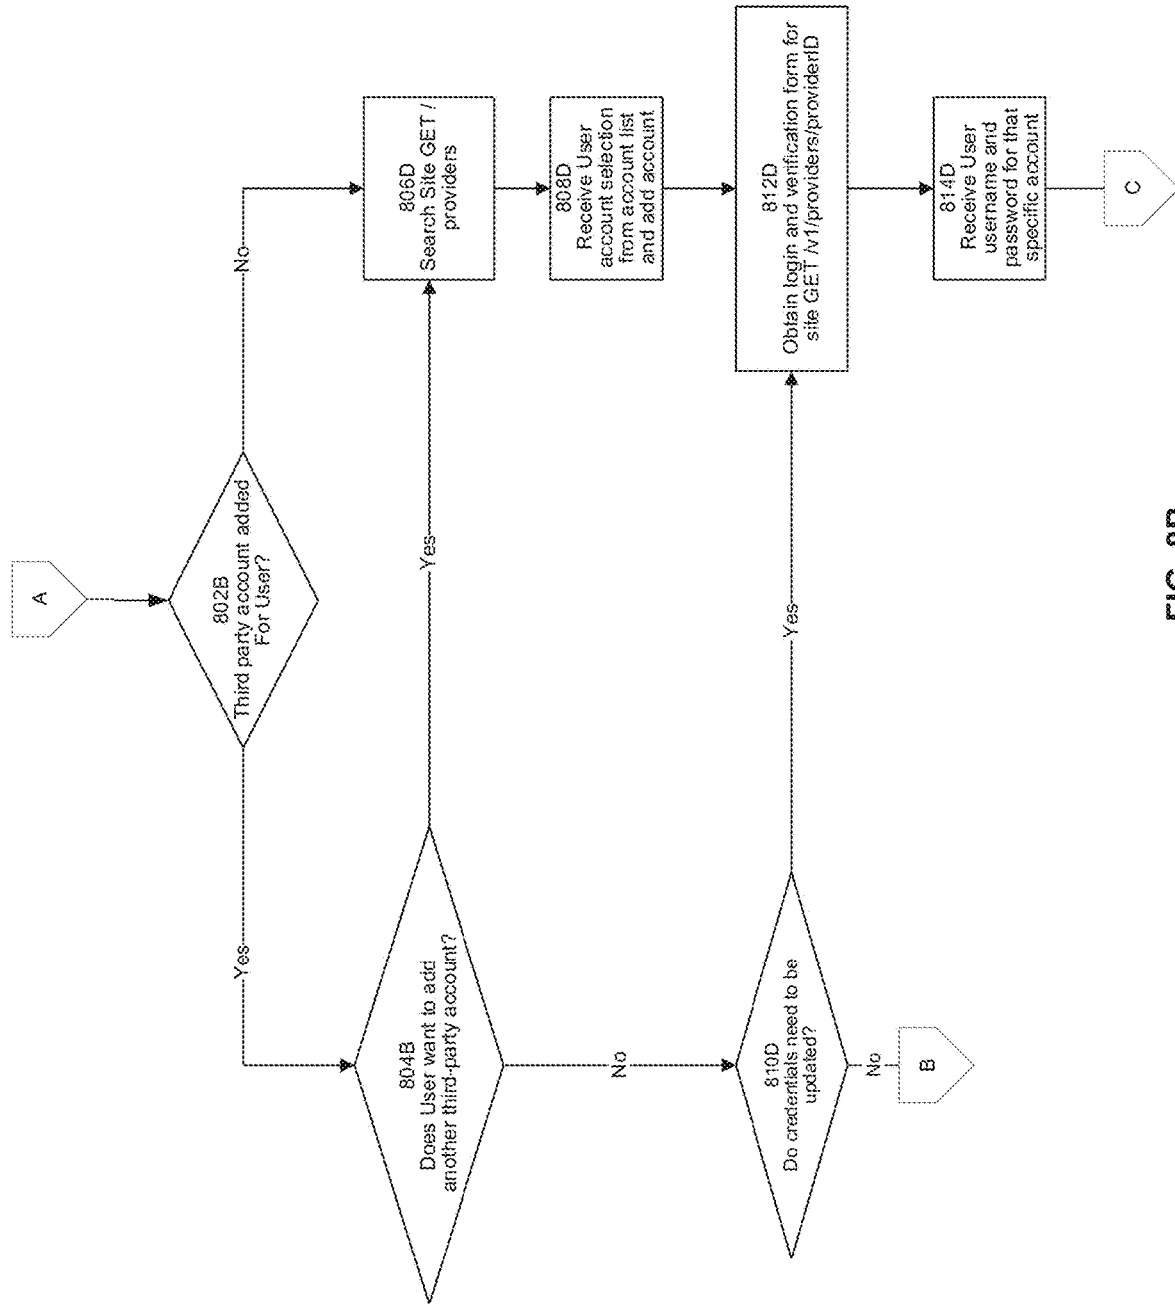 A
802B
Third party account added
For User?
Yes
No
804B
Does User want to add
another third-party account?
Yes
806D
Search Site GET /
providers
808D
Receive User
account selection
from account list
and add account
No
810D
Do credentials need to be
updated?
Yes
812D
Obtain login and verification form for
site GET /v1/providers/providerID
No
B
814D
Receive User
username and
password for that
specific account
C